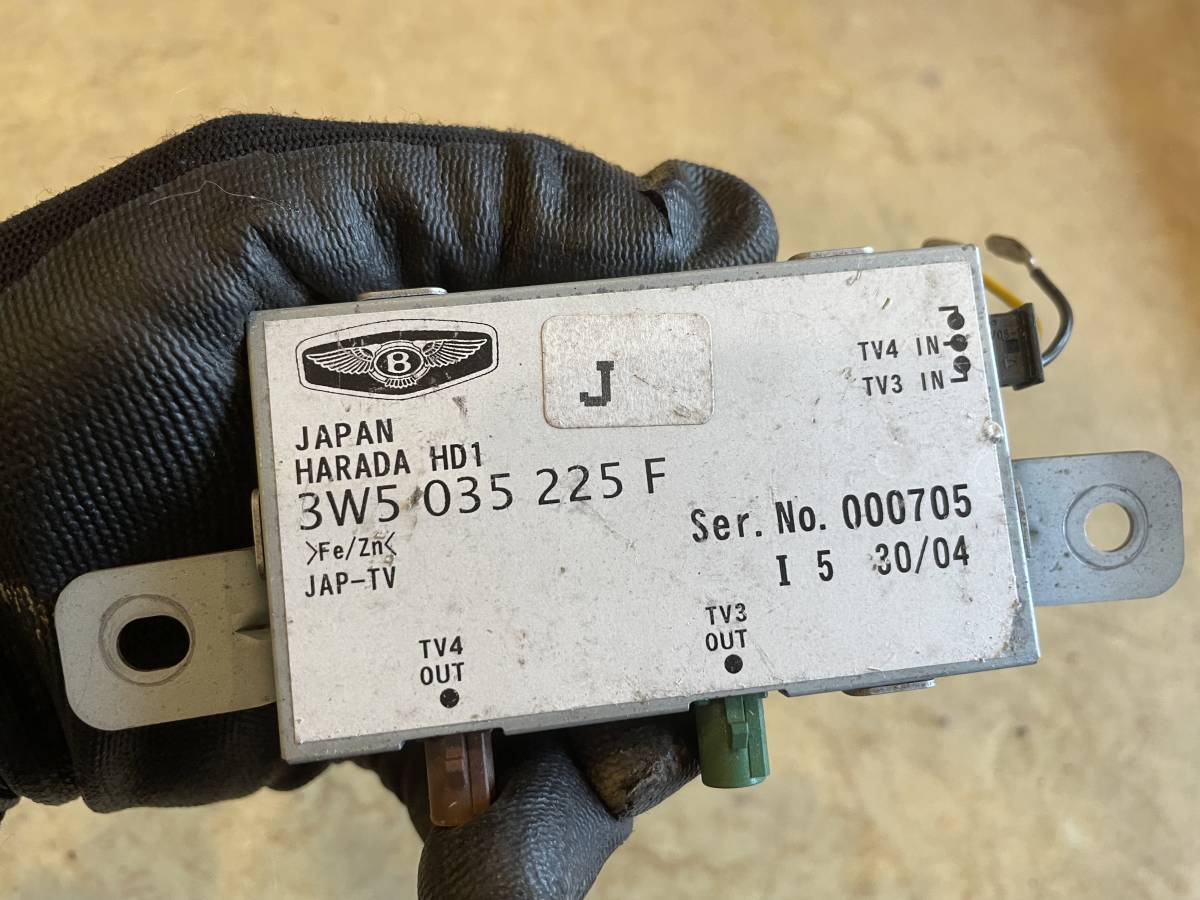 B
J
TV4 IN
TV3 IN
JAPAN
HARADA HD1
3W5 035 225 F
>Fe/Zn<
JAP-TV
Ser. No. 000705
I 5 30/04
TV4
OUT
TV3
OUT